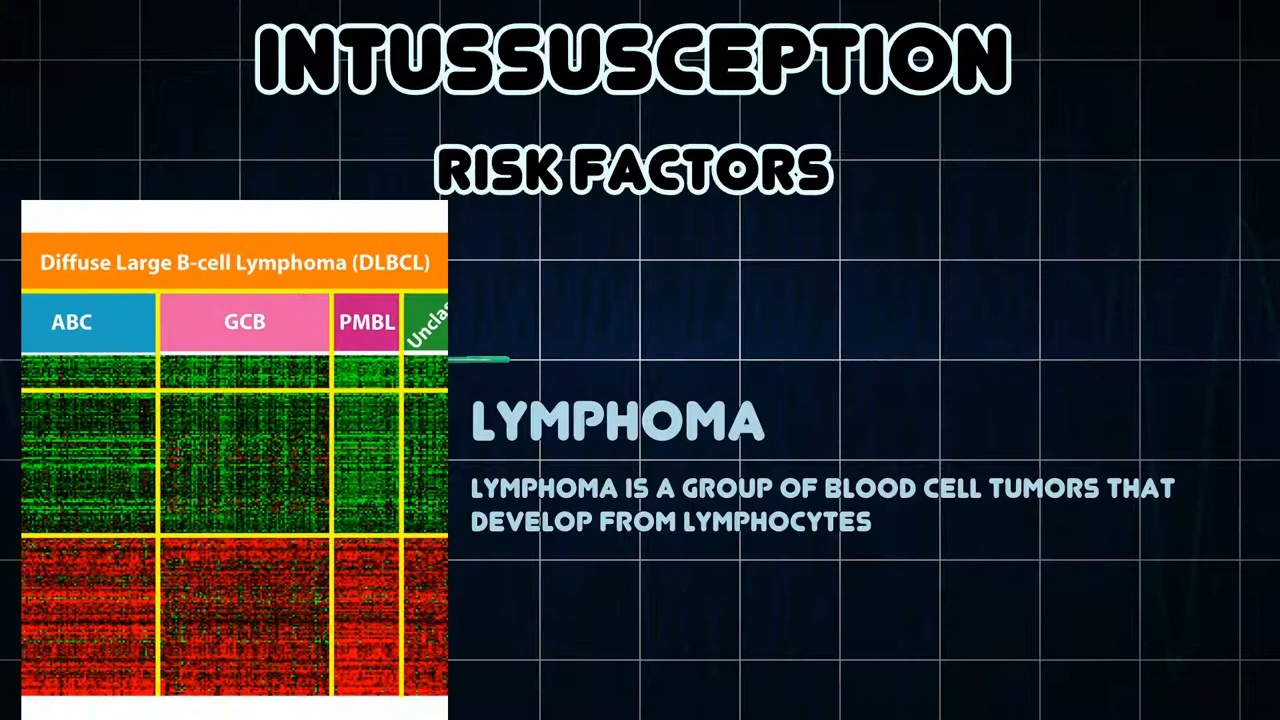 INTUSSUSCEPTION
RISK FACTORS
Diffuse Large B-cell Lymphoma (DLBCL)
ABC GCB PMBL
LYMPHOMA
LYMPHOMA IS A GROUP OF BLOOD CELL TUMORS THAT
DEVELOP FROM LYMPHOCYTES